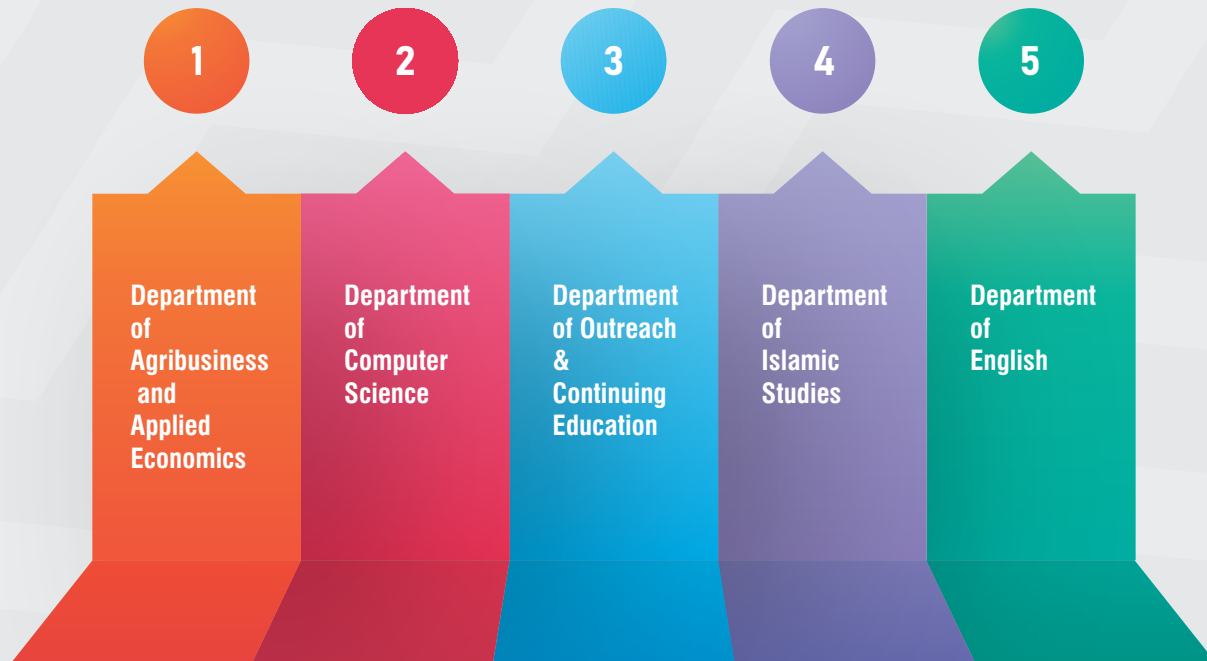 1
2
3
4
5
Department
of
Agribusiness
and
Applied
Economics
Department
of
Computer
Science
Department
of Outreach
&
Continuing
Education
Department
of
Islamic
Studies
Department
of
English